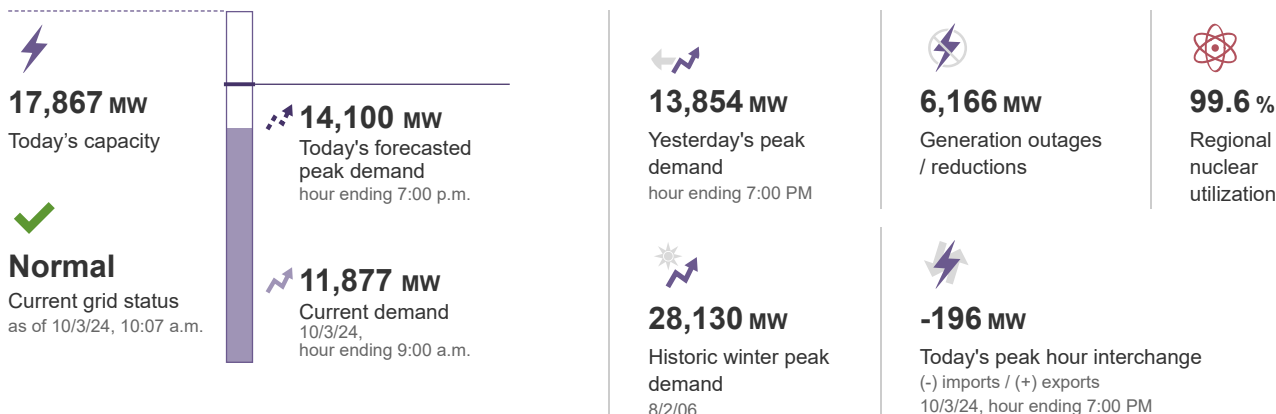 17,867 MW
Today's capacity
Normal
Current grid status
as of 10/3/24, 10:07 a.m.
14,100 MW
Today's forecasted
peak demand
hour ending 7:00 p.m.
11,877 MW
Current demand
10/3/24,
hour ending 9:00 a.m.
13,854 MW
Yesterday's peak
demand
hour ending 7:00 PM
6,166 MW
Generation outages
/ reductions
99.6 %
Regional
nuclear
utilization
28,130 MW
Historic winter peak
demand
8/2/06
-196 MW
Today's peak hour interchange
(-) imports / (+) exports
10/3/24, hour ending 7:00 PM